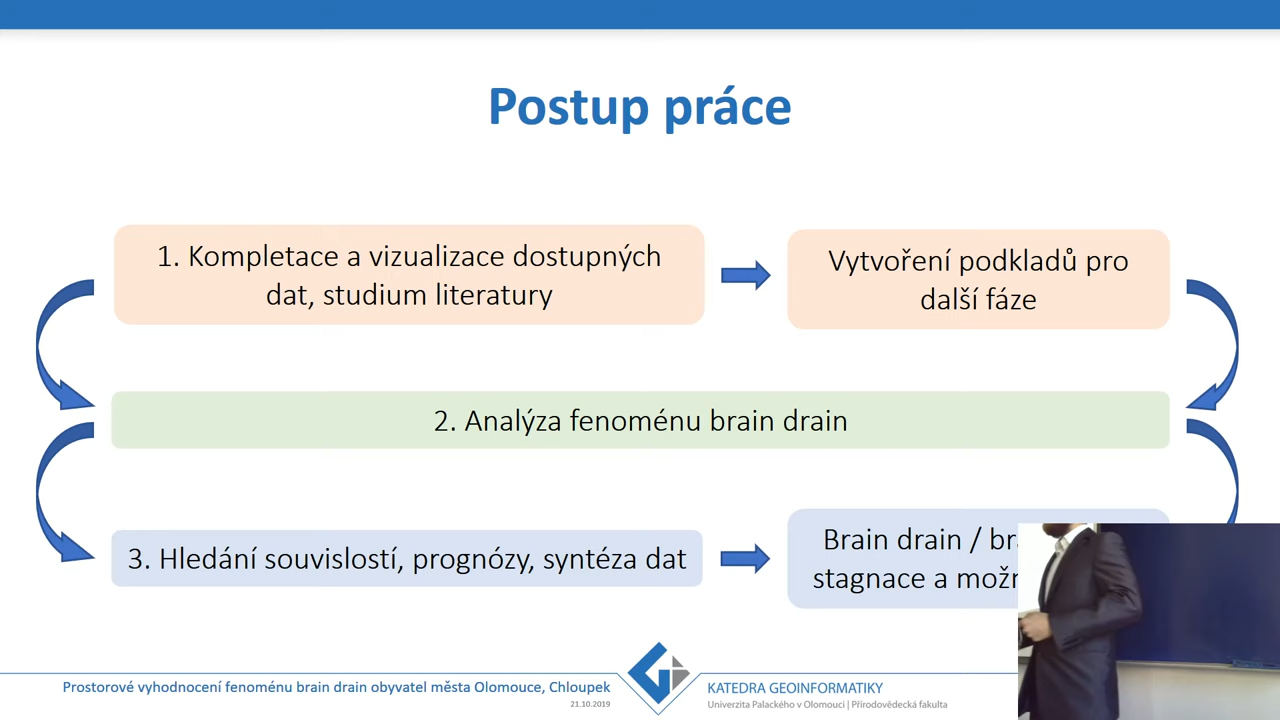 Postup práce
1. Kompletace a vizualizace dostupných
dat, studium literatury
Vytvoření podkladů pro
další fáze
2. Analýza fenoménu brain drain
3. Hledání souvislostí, prognózy, syntéza dat
Brain drain /
stagnace a
Prostorové vyhodnocení fenoménu brain drain obyvatel města Olomouce, Chloupek
21.10.2019
KATEDRA GEOINFORMATIKY
Univerzita Palackého v Olomouci | Přírodovědecká fakulta